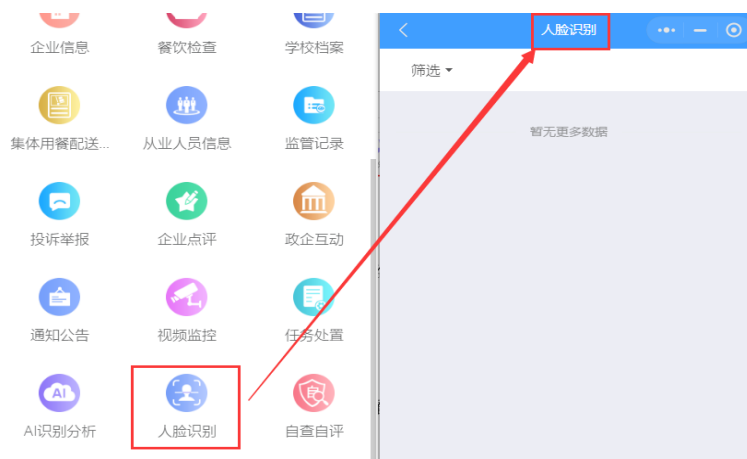 企业信息
餐饮检查
学校档案
集体用餐配送...
从业人员信息
监管记录
投诉举报
企业点评
政企互动
通知公告
视频监控
任务处置
AI
AI识别分析
人脸识别
自查自评
人脸识别
筛选
暂无更多数据